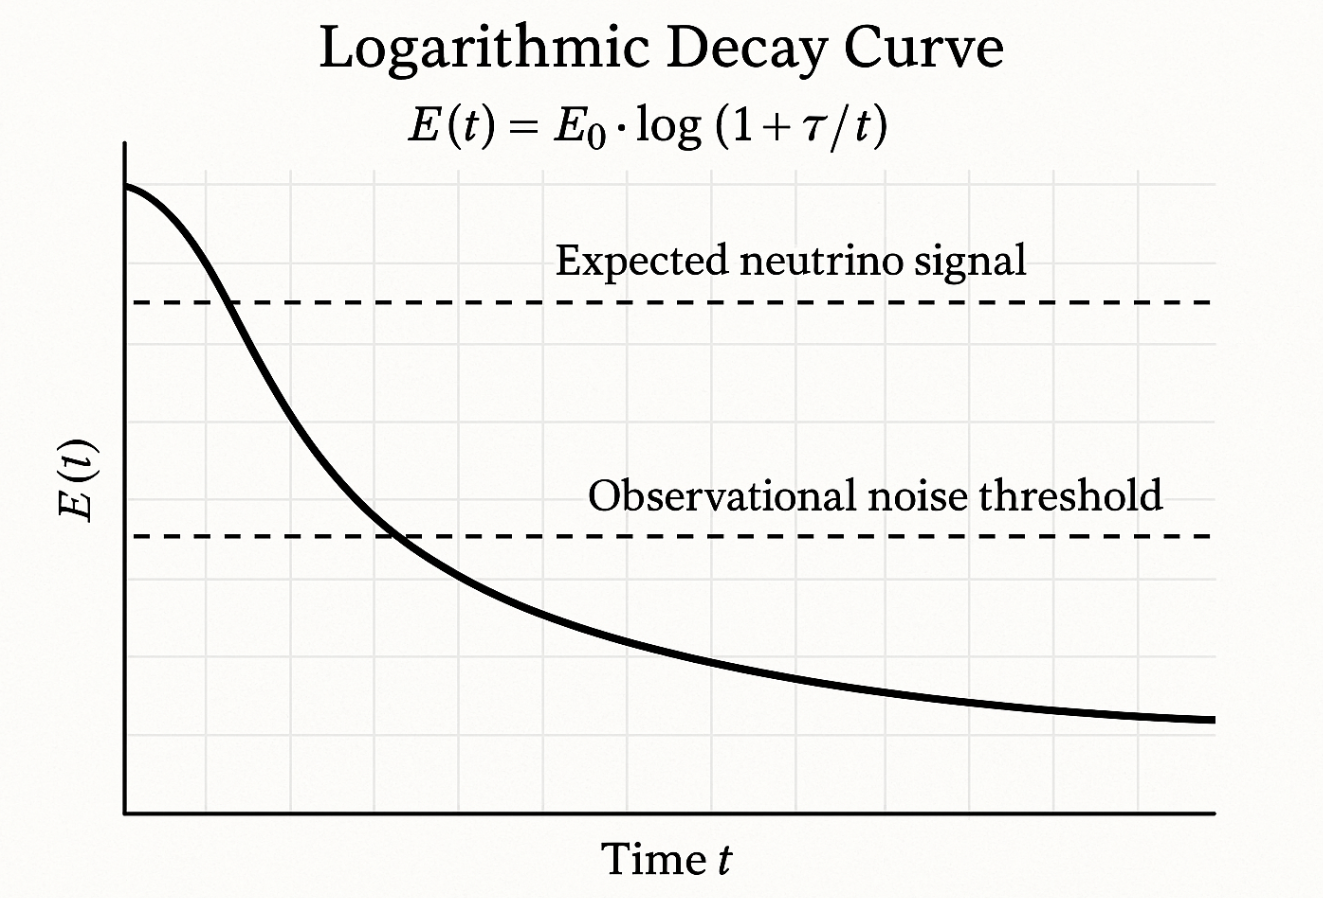 Logarithmic Decay Curve
E(t) = E₀ · log (1 + τ/t)
Expected neutrino signal
Observational noise threshold
E(ι)
Time t